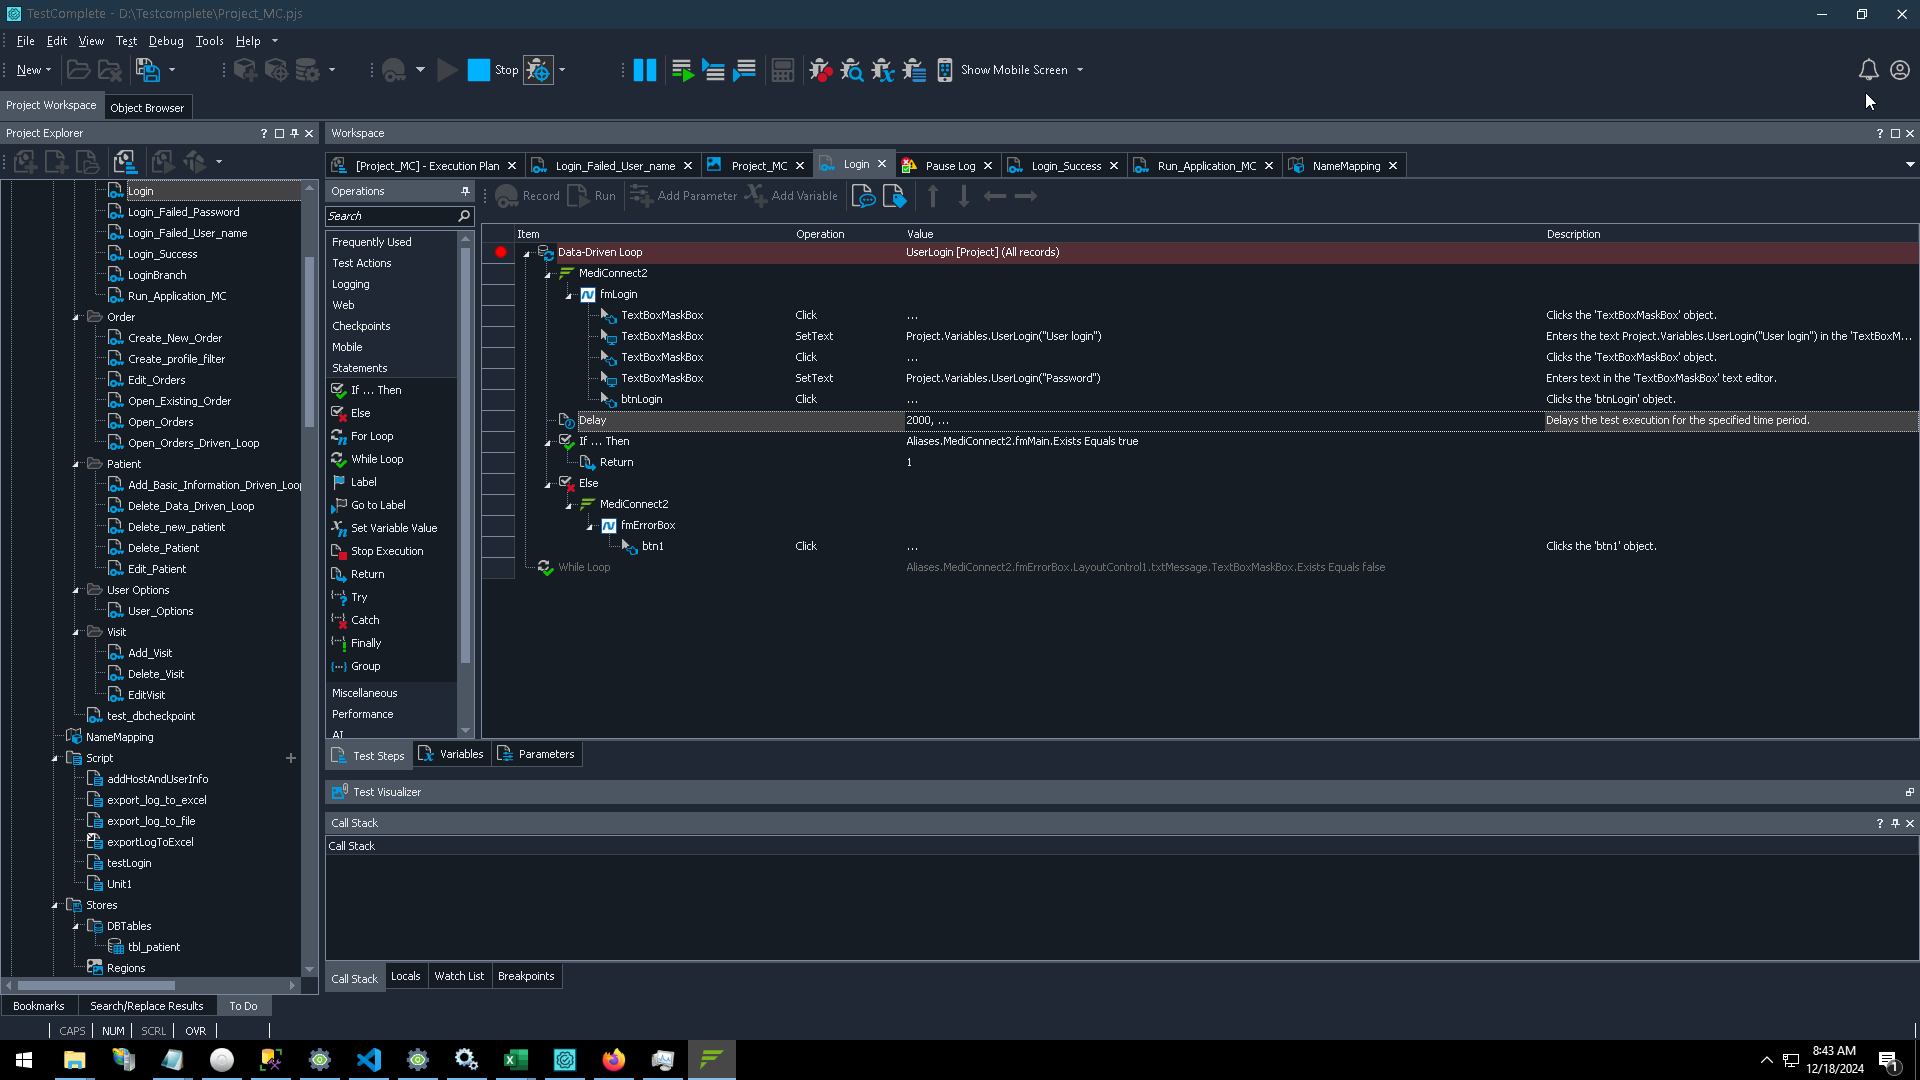 TestComplete - D:\Testcomplete\Project_MC.pjs
File Edit View Test Debug Tools Help
New Stop Show Mobile Screen
Project Workspace Object Browser
Project Explorer
Login
Login_Failed_Password
Login_Failed_User_name
Login_Success
LoginBranch
Run_Application_MC
Order
Create_New_Order
Create_profile_filter
Edit_Orders
Open_Existing_Order
Open_Orders
Open_Orders_Driven_Loop
Patient
Add_Basic_Information_Driven_Loop
Delete_Data_Driven_Loop
Delete_new_patient
Delete_Patient
Edit_Patient
User Options
User_Options
Visit
Add_Visit
Delete_Visit
EditVisit
test_dbcheckpoint
NameMapping
Script
addHostAndUserInfo
export_log_to_excel
export_log_to_file
exportLogToExcel
testLogin
Unit1
Stores
DBTables
tbl_patient
Regions
Bookmarks Search/Replace Results To Do
Workspace
[Project_MC] - Execution Plan Login_Failed_User_name Project_MC Login Pause Log Login_Success Run_Application_MC NameMapping
Operations
Search
Frequently Used
Test Actions
Logging
Web
Checkpoints
Mobile
Statements
If ... Then
Else
For Loop
While Loop
Label
Go to Label
Set Variable Value
Stop Execution
Return
Try
Catch
Finally
Group
Miscellaneous
Performance
AI
Record Run Add Parameter Add Variable
Item Operation Value Description
Data-Driven Loop UserLogin [Project] (All records)
MediConnect2
fmLogin
TextBoxMaskBox Click ... Clicks the 'TextBoxMaskBox' object.
TextBoxMaskBox SetText Project.Variables.UserLogin("User login") Enters the text Project.Variables.UserLogin("User login") in the 'TextBoxM...
TextBoxMaskBox Click ... Clicks the 'TextBoxMaskBox' object.
TextBoxMaskBox SetText Project.Variables.UserLogin("Password") Enters text in the 'TextBoxMaskBox' text editor.
btnLogin Click ... Clicks the 'btnLogin' object.
Delay 2000, ... Delays the test execution for the specified time period.
If ... Then Aliases.MediConnect2.fmMain.Exists Equals true
Return 1
Else
MediConnect2
fmErrorBox
btn1 Click ... Clicks the 'btn1' object.
While Loop Aliases.MediConnect2.fmErrorBox.LayoutControl1.txtMessage.TextBoxMaskBox.Exists Equals false
Test Steps Variables Parameters
Test Visualizer
Call Stack
Call Stack
Call Stack Locals Watch List Breakpoints
CAPS NUM SCRL OVR
8:43 AM
12/18/2024
1